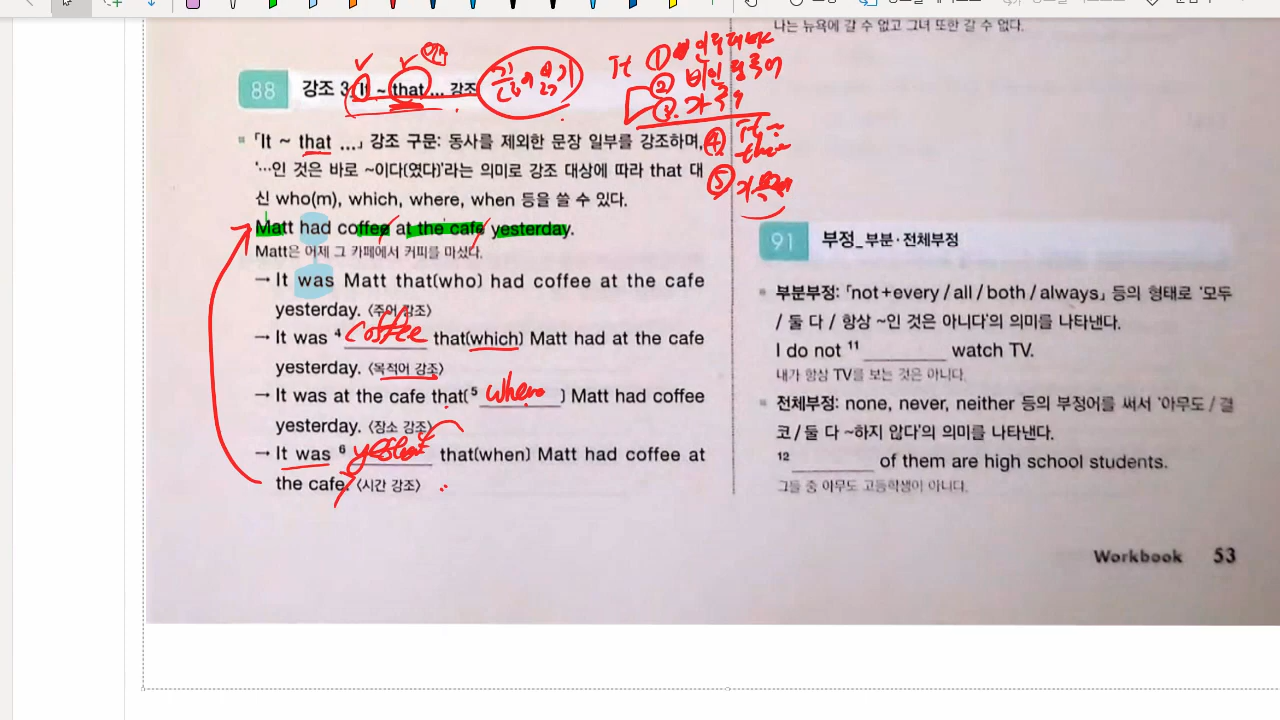 88 강조 3_It ~ that ... 강조
「It ~ that ...」 강조 구문: 동사를 제외한 문장 일부를 강조하며,
'…인 것은 바로 ~이다(였다)'라는 의미로 강조 대상에 따라 that 대
신 who(m), which, where, when 등을 쓸 수 있다.
Matt had coffee at the cafe yesterday.
Matt은 어제 그 카페에서 커피를 마셨다.
→ It was Matt that(who) had coffee at the cafe
yesterday. 〈주어 강조〉
→ It was 4 coffee that(which) Matt had at the cafe
yesterday. 〈목적어 강조〉
→ It was at the cafe that(5 where) Matt had coffee
yesterday. 〈장소 강조〉
→ It was 6 that(when) Matt had coffee at
the cafe. 〈시간 강조〉
It ①
② 비인칭주어
③
④ It ~
that
⑤
나는 뉴욕에 갈 수 없고 그녀 또한 갈 수 없다.
91 부정_부분·전체부정
부분부정: 「not+every / all / both / always」 등의 형태로 '모두
/ 둘 다 / 항상 ~인 것은 아니다'의 의미를 나타낸다.
I do not 11 ________ watch TV.
내가 항상 TV를 보는 것은 아니다.
전체부정: none, never, neither 등의 부정어를 써서 '아무도 / 결
코 / 둘 다 ~하지 않다'의 의미를 나타낸다.
12 ________ of them are high school students.
그들 중 아무도 고등학생이 아니다.
Workbook 53